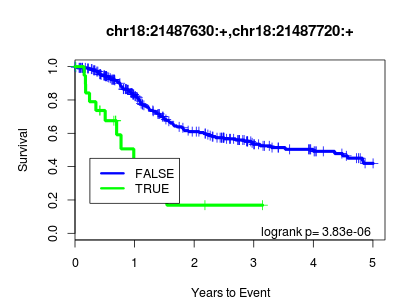 chr18:21487630:+,chr18:21487720:+
Survival
1.0
0.8
0.6
0.4
0.2
0.0
FALSE
TRUE
logrank p= 3.83e-06
0 1 2 3 4 5
Years to Event